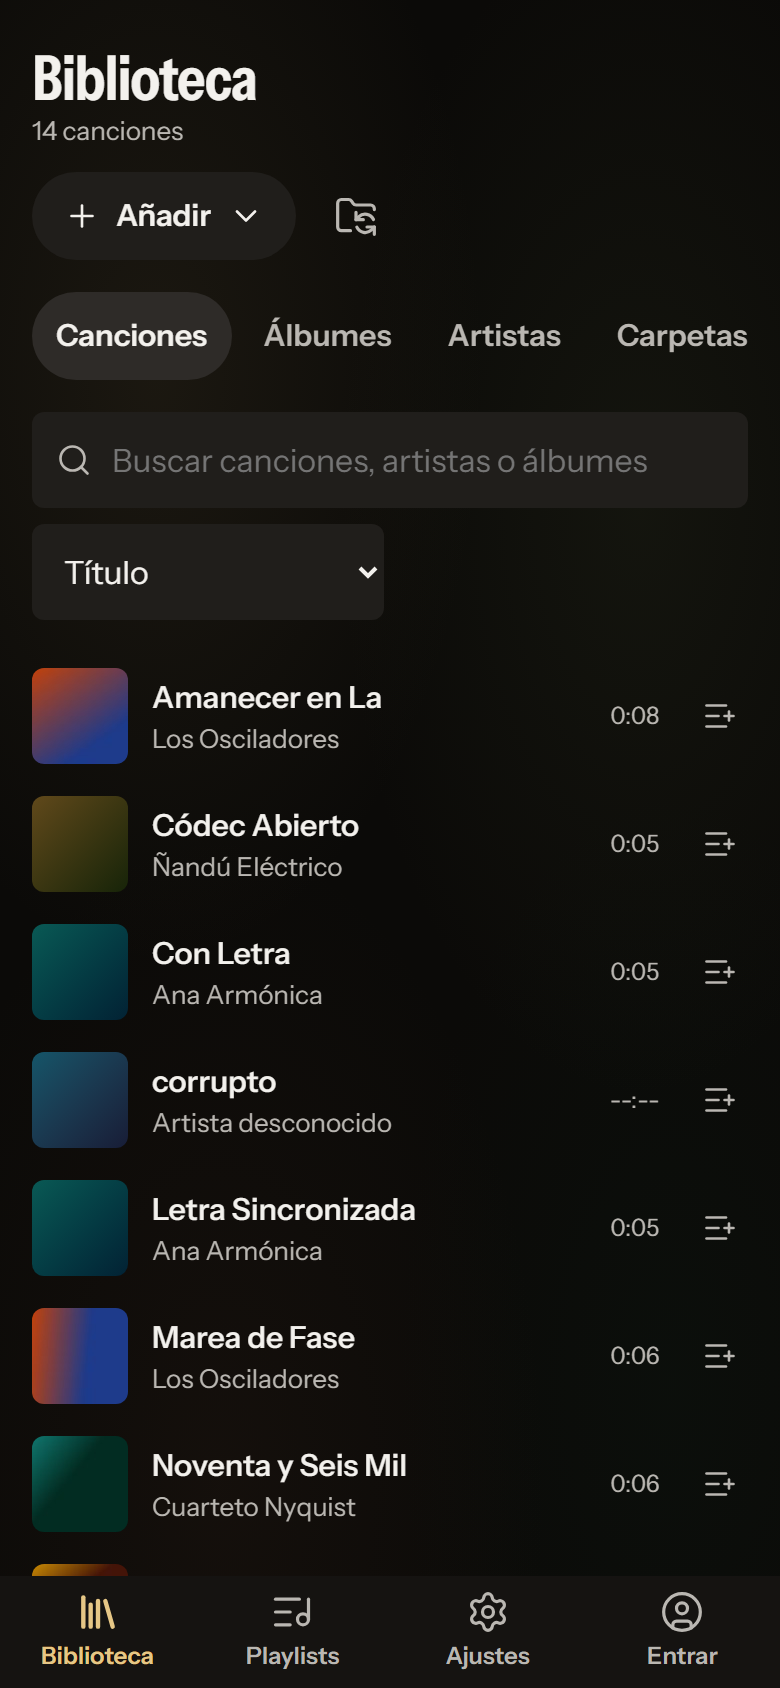 Biblioteca
14 canciones
Añadir
Canciones Álbumes Artistas Carpetas
Buscar canciones, artistas o álbumes
Título
Amanecer en La
Los Osciladores
0:08
Códec Abierto
Ñandú Eléctrico
0:05
Con Letra
Ana Armónica
0:05
corrupto
Artista desconocido
--:--
Letra Sincronizada
Ana Armónica
0:05
Marea de Fase
Los Osciladores
0:06
Noventa y Seis Mil
Cuarteto Nyquist
0:06
Biblioteca Playlists Ajustes Entrar